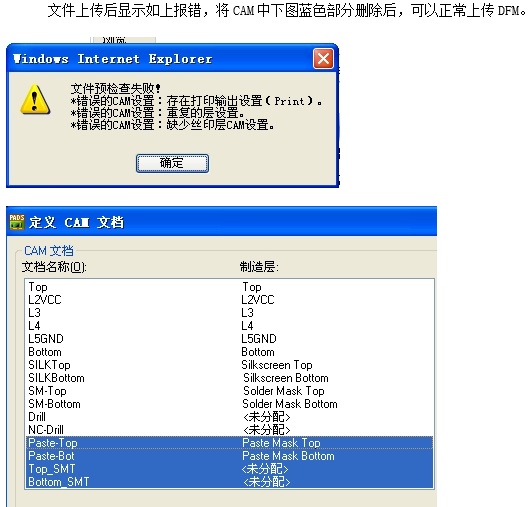 文件上传后显示如上报错，将 CAM 中下图蓝色部分删除后，可以正常上传 DFM。
Windows Internet Explorer
文件预检查失败！
*错误的CAM设置：存在打印输出设置(Print)。
*错误的CAM设置：重复的层设置。
*错误的CAM设置：缺少丝印层CAM设置。
确定
PADS 定义 CAM 文档
CAM 文档
文档名称(O): 制造层:
Top Top
L2VCC L2VCC
L3 L3
L4 L4
L5GND L5GND
Bottom Bottom
SILKTop Silkscreen Top
SILKBottom Silkscreen Bottom
SM-Top Solder Mask Top
SM-Bottom Solder Mask Bottom
Drill <未分配>
NC-Drill <未分配>
Paste-Top Paste Mask Top
Paste-Bot Paste Mask Bottom
Top_SMT <未分配>
Bottom_SMT <未分配>